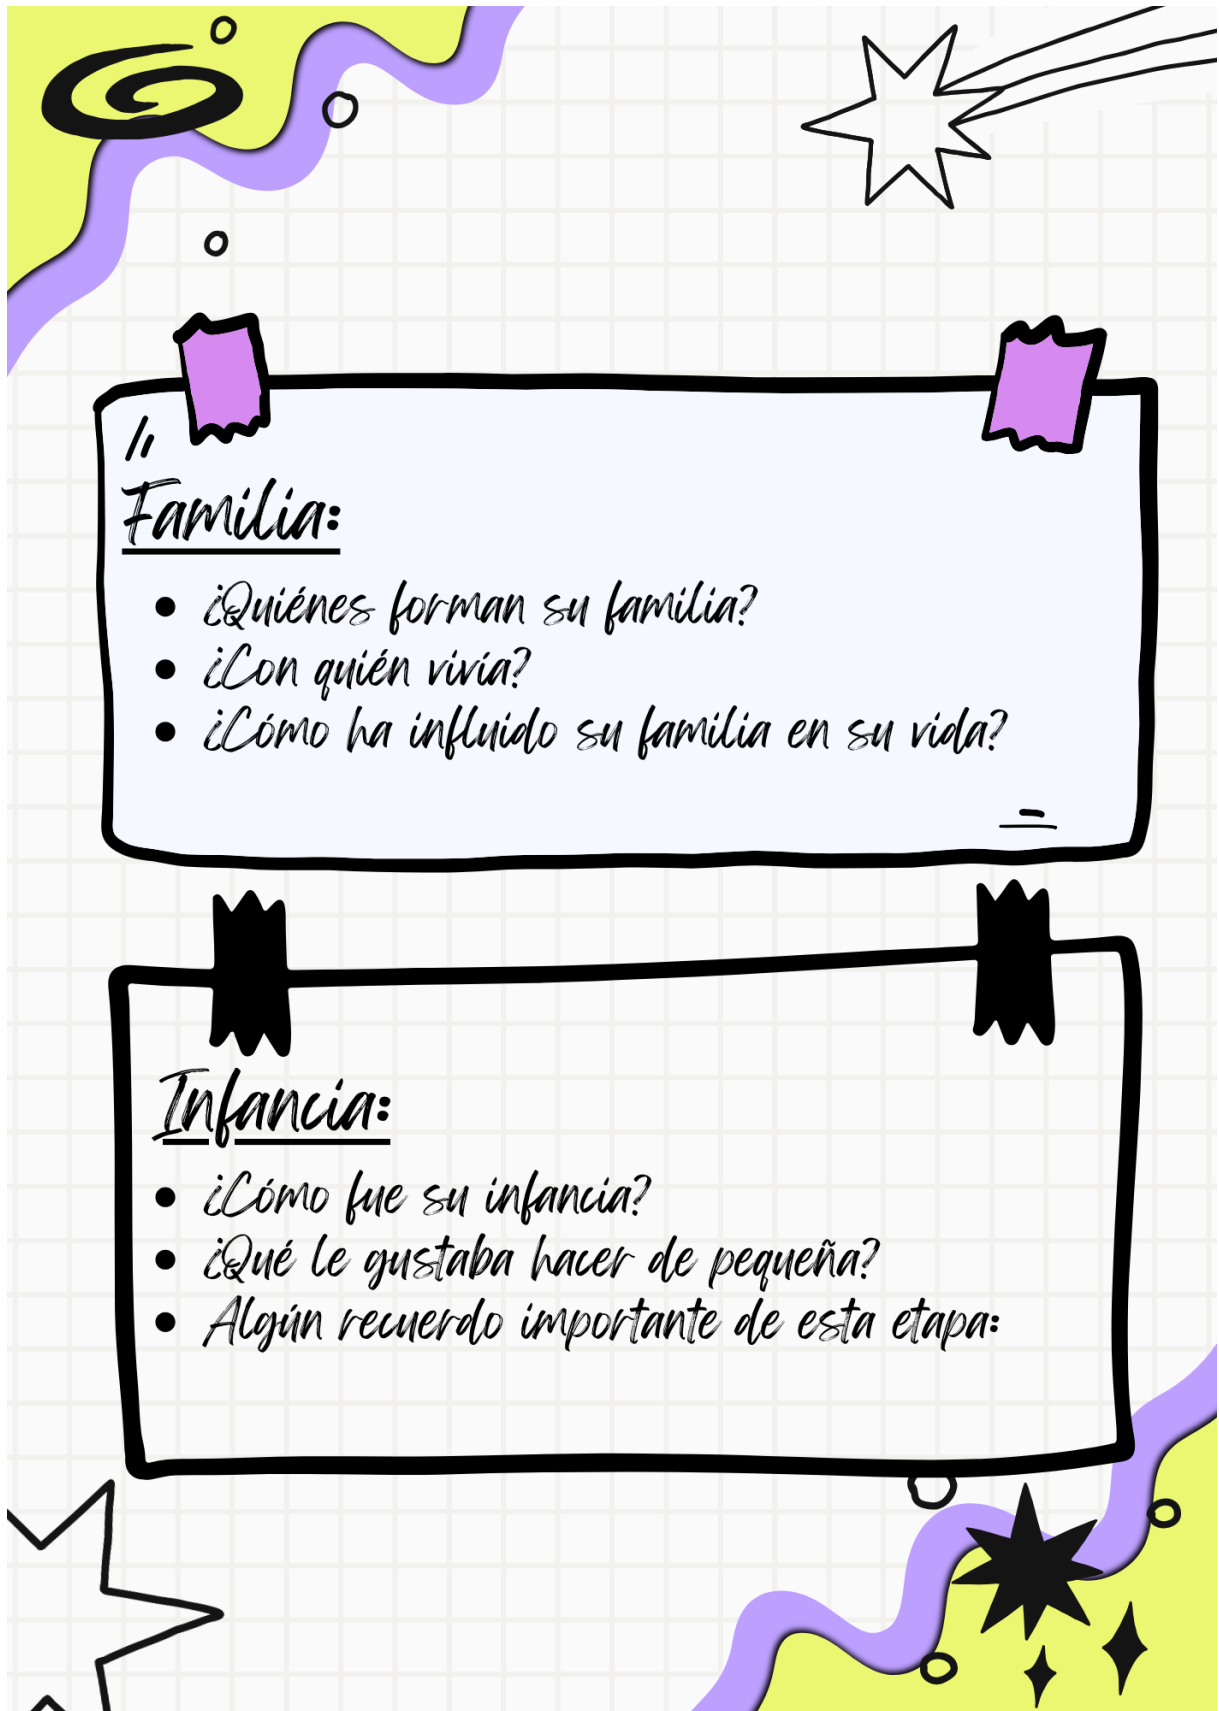 Familia:
• ¿Quiénes forman su familia?
• ¿Con quién vivía?
• ¿Cómo ha influido su familia en su vida?
Infancia:
• ¿Cómo fue su infancia?
• ¿Qué le gustaba hacer de pequeña?
• Algún recuerdo importante de esta etapa: